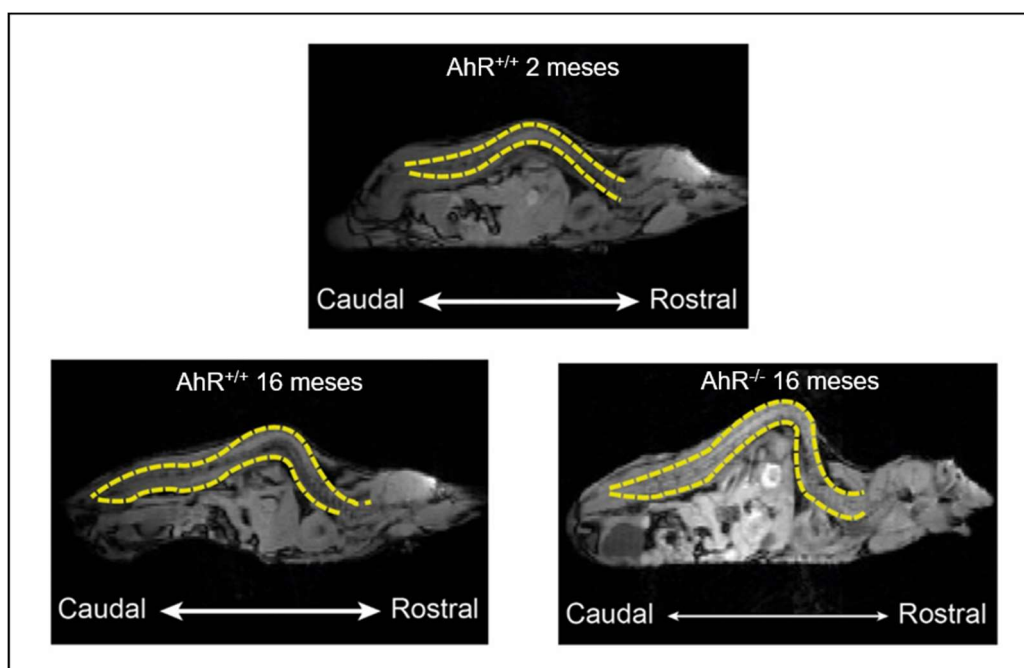 AhR+/+ 2 meses
Caudal Rostral
AhR+/+ 16 meses
Caudal Rostral
AhR-/- 16 meses
Caudal Rostral